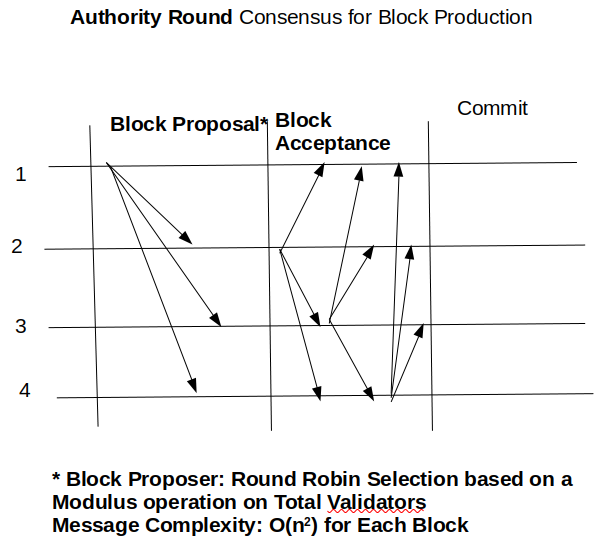 Authority Round Consensus for Block Production
Commit
Block Proposal*
Block
Acceptance
1
2
3
4
* Block Proposer: Round Robin Selection based on a
Modulus operation on Total Validators
Message Complexity: O(n²) for Each Block